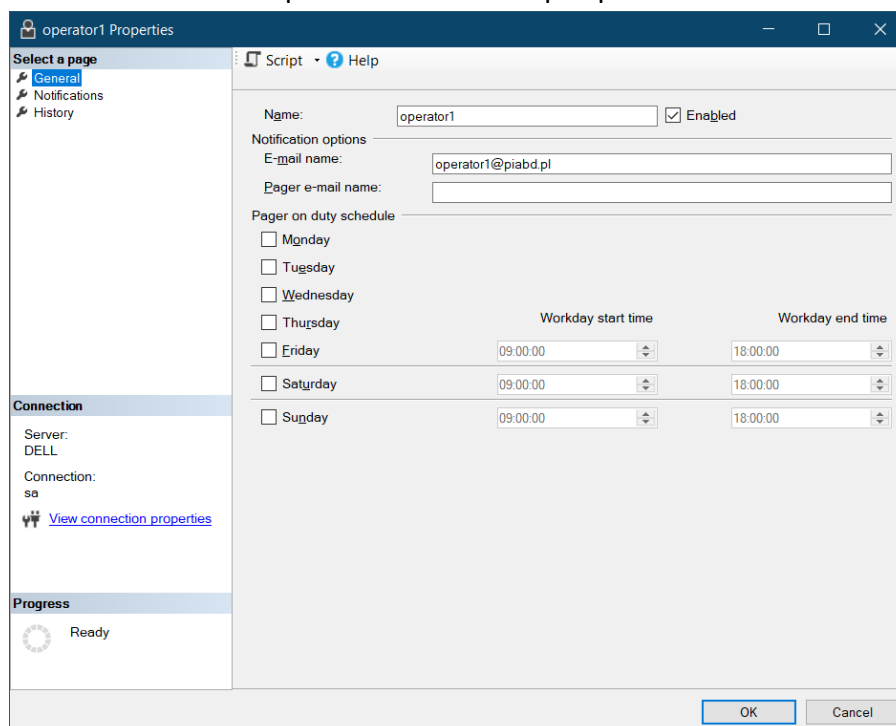 operator1 Properties
Select a page
General
Notifications
History
Script Help
Name: operator1 Enabled
Notification options
E-mail name: operator1@piabd.pl
Pager e-mail name:
Pager on duty schedule
Monday
Tuesday
Wednesday
Thursday Workday start time Workday end time
Friday 09:00:00 18:00:00
Saturday 09:00:00 18:00:00
Sunday 09:00:00 18:00:00
Connection
Server:
DELL
Connection:
sa
View connection properties
Progress
Ready
OK Cancel